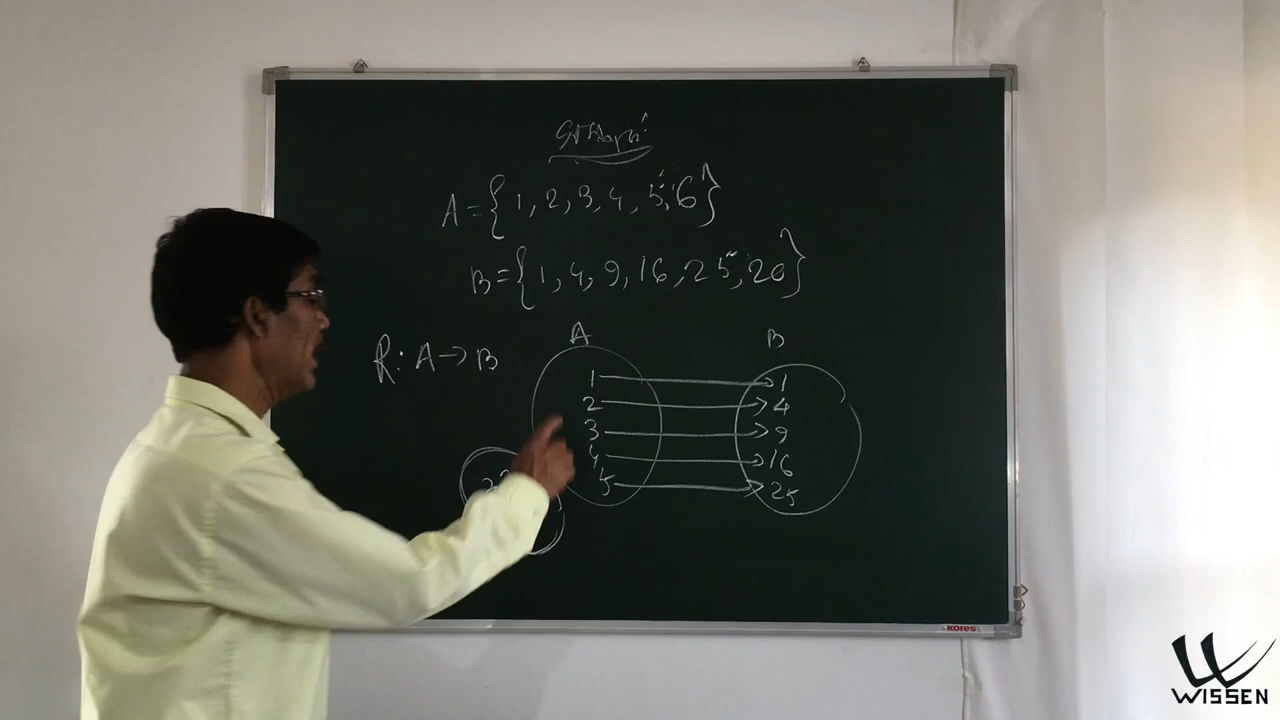 A = {1, 2, 3, 4, 5, 6}
B = {1, 4, 9, 16, 25, 20}
R: A → B
A B
1 1
2 4
3 9
4 16
5 25
KORES
WISSEN